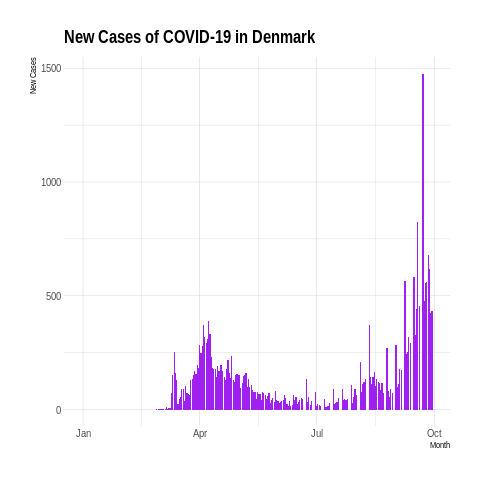 New Cases of COVID-19 in Denmark
New Cases
1500
1000
500
0
Jan Apr Jul Oct
Month